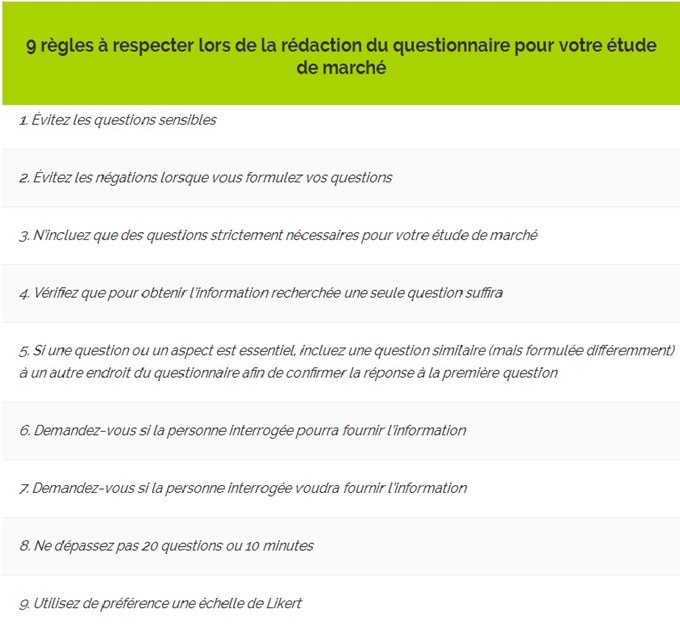 9 règles à respecter lors de la rédaction du questionnaire pour votre étude
de marché
1. Évitez les questions sensibles
2. Évitez les négations lorsque vous formulez vos questions
3. N'incluez que des questions strictement nécessaires pour votre étude de marché
4. Vérifiez que pour obtenir l'information recherchée une seule question suffira
5. Si une question ou un aspect est essentiel, incluez une question similaire (mais formulée différemment)
à un autre endroit du questionnaire afin de confirmer la réponse à la première question
6. Demandez-vous si la personne interrogée pourra fournir l'information
7. Demandez-vous si la personne interrogée voudra fournir l'information
8. Ne dépassez pas 20 questions ou 10 minutes
9. Utilisez de préférence une échelle de Likert